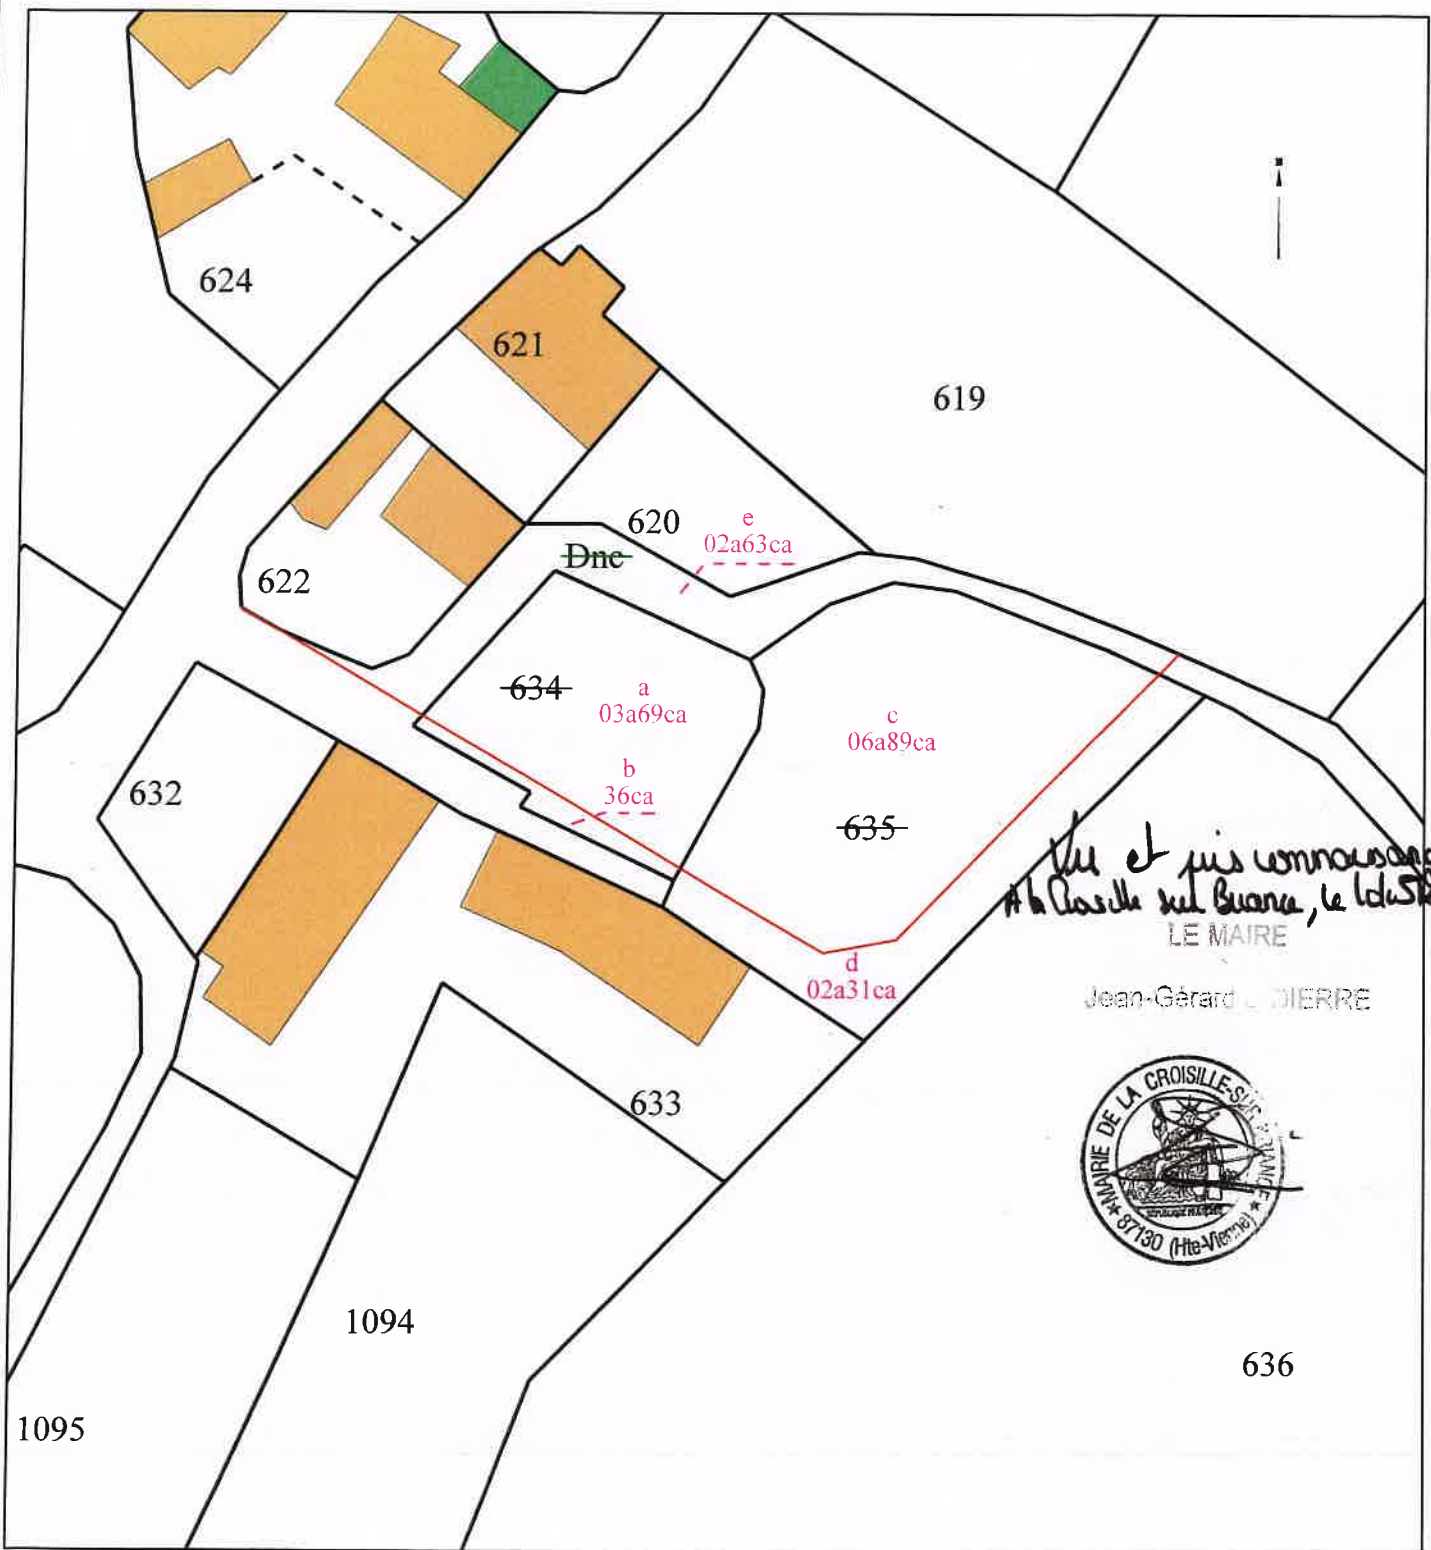 624
621
619
620
e
02a63ca
Dnc
622
634
a
03a69ca
c
06a89ca
b
36ca
632
635
Vu et pris connaissance
A la Croisille sur Briance, le
LE MAIRE
d
02a31ca
Jean-Gérard DIERRE
MAIRIE DE LA CROISILLE-SUR-BRIANCE
★ 87130 (Hte-Vienne) ★
633
1094
636
1095